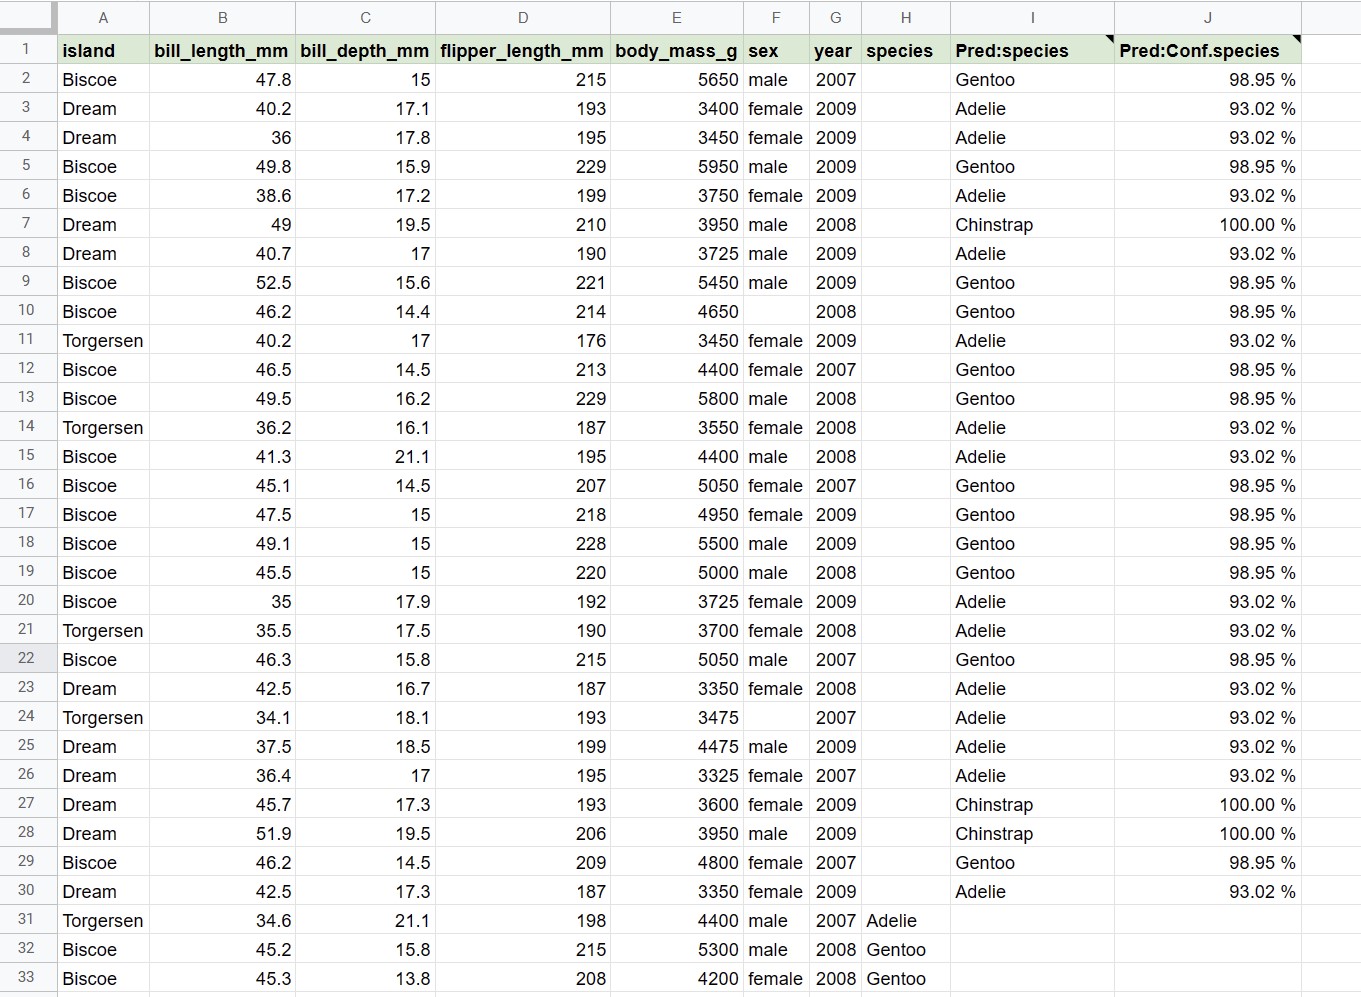 A B C D E F G H I J
1 island bill_length_mm bill_depth_mm flipper_length_mm body_mass_g sex year species Pred:species Pred:Conf.species
2 Biscoe 47.8 15 215 5650 male 2007 Gentoo 98.95 %
3 Dream 40.2 17.1 193 3400 female 2009 Adelie 93.02 %
4 Dream 36 17.8 195 3450 female 2009 Adelie 93.02 %
5 Biscoe 49.8 15.9 229 5950 male 2009 Gentoo 98.95 %
6 Biscoe 38.6 17.2 199 3750 female 2009 Adelie 93.02 %
7 Dream 49 19.5 210 3950 male 2008 Chinstrap 100.00 %
8 Dream 40.7 17 190 3725 male 2009 Adelie 93.02 %
9 Biscoe 52.5 15.6 221 5450 male 2009 Gentoo 98.95 %
10 Biscoe 46.2 14.4 214 4650 2008 Gentoo 98.95 %
11 Torgersen 40.2 17 176 3450 female 2009 Adelie 93.02 %
12 Biscoe 46.5 14.5 213 4400 female 2007 Gentoo 98.95 %
13 Biscoe 49.5 16.2 229 5800 male 2008 Gentoo 98.95 %
14 Torgersen 36.2 16.1 187 3550 female 2008 Adelie 93.02 %
15 Biscoe 41.3 21.1 195 4400 male 2008 Adelie 93.02 %
16 Biscoe 45.1 14.5 207 5050 female 2007 Gentoo 98.95 %
17 Biscoe 47.5 15 218 4950 female 2009 Gentoo 98.95 %
18 Biscoe 49.1 15 228 5500 male 2009 Gentoo 98.95 %
19 Biscoe 45.5 15 220 5000 male 2008 Gentoo 98.95 %
20 Biscoe 35 17.9 192 3725 female 2009 Adelie 93.02 %
21 Torgersen 35.5 17.5 190 3700 female 2008 Adelie 93.02 %
22 Biscoe 46.3 15.8 215 5050 male 2007 Gentoo 98.95 %
23 Dream 42.5 16.7 187 3350 female 2008 Adelie 93.02 %
24 Torgersen 34.1 18.1 193 3475 2007 Adelie 93.02 %
25 Dream 37.5 18.5 199 4475 male 2009 Adelie 93.02 %
26 Dream 36.4 17 195 3325 female 2007 Adelie 93.02 %
27 Dream 45.7 17.3 193 3600 female 2009 Chinstrap 100.00 %
28 Dream 51.9 19.5 206 3950 male 2009 Chinstrap 100.00 %
29 Biscoe 46.2 14.5 209 4800 female 2007 Gentoo 98.95 %
30 Dream 42.5 17.3 187 3350 female 2009 Adelie 93.02 %
31 Torgersen 34.6 21.1 198 4400 male 2007 Adelie
32 Biscoe 45.2 15.8 215 5300 male 2008 Gentoo
33 Biscoe 45.3 13.8 208 4200 female 2008 Gentoo